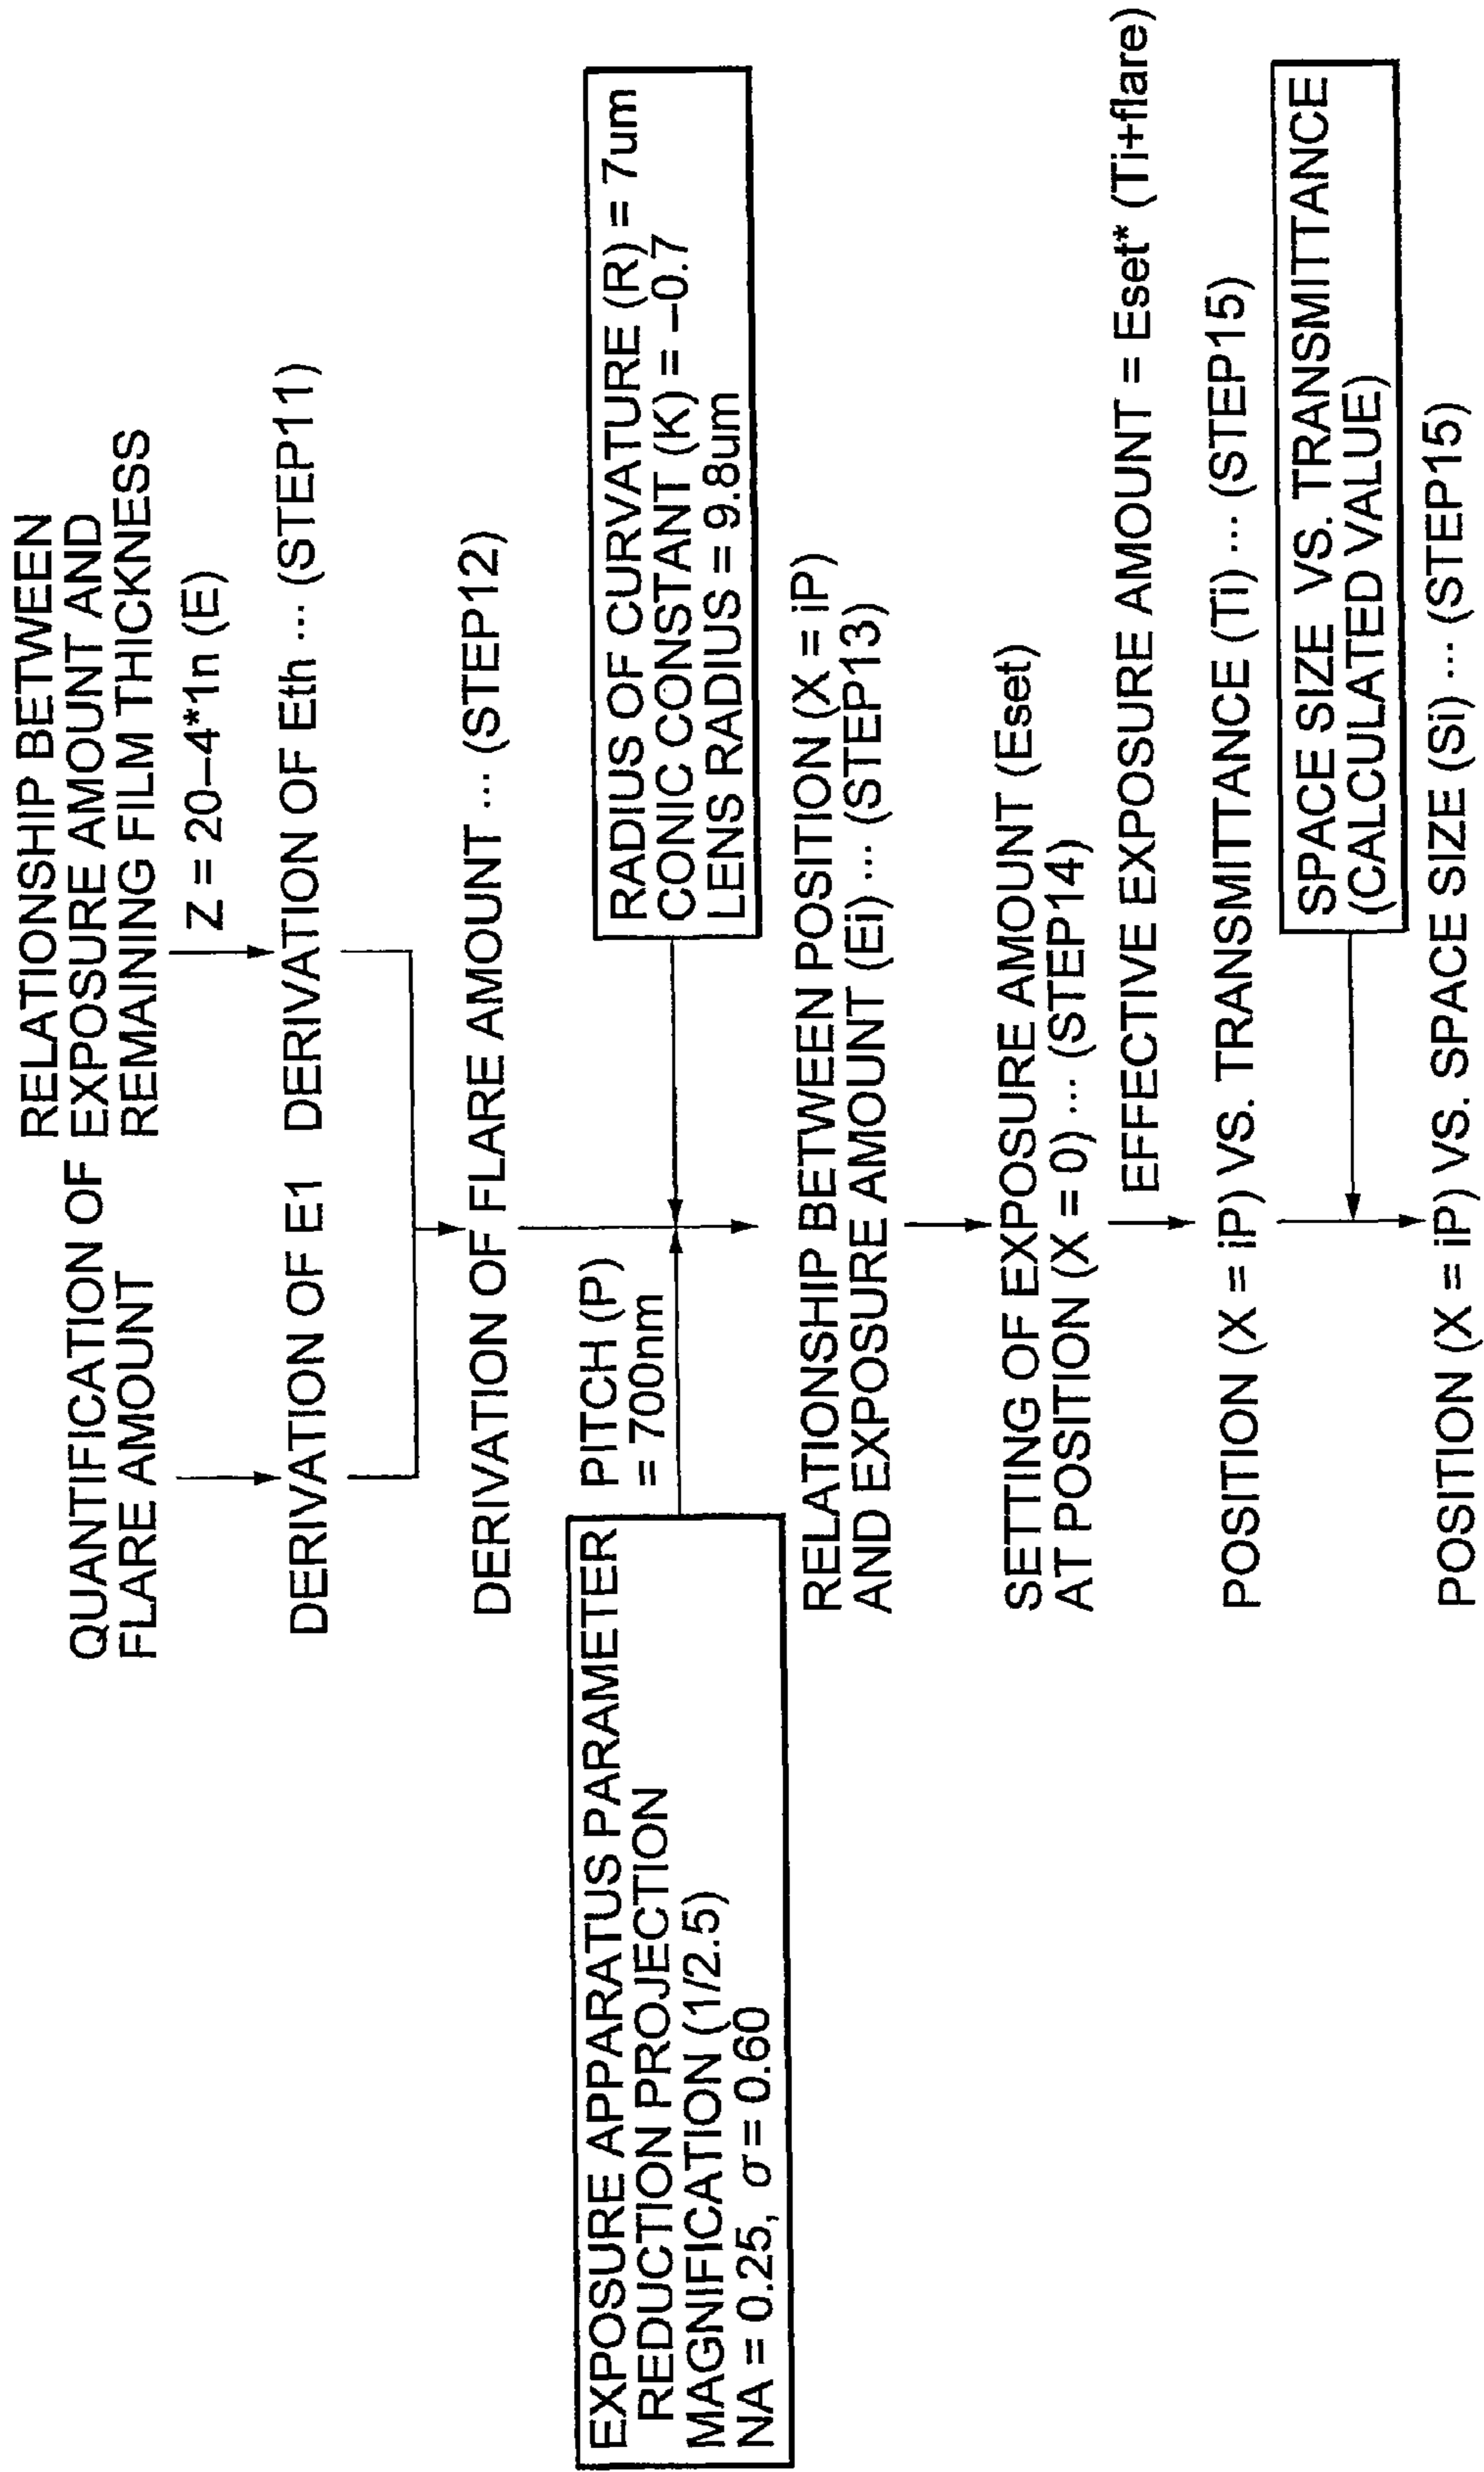 QUANTIFICATION OF
FLARE AMOUNT
RELATIONSHIP BETWEEN
EXPOSURE AMOUNT AND
REMAINING FILM THICKNESS
Z = 20–4*1n (E)
DERIVATION OF E1
DERIVATION OF Eth ... (STEP11)
DERIVATION OF FLARE AMOUNT ... (STEP12)
EXPOSURE APPARATUS PARAMETER
REDUCTION PROJECTION
MAGNIFICATION (1/2.5)
NA = 0.25, σ = 0.60
PITCH (P)
= 700nm
RADIUS OF CURVATURE (R) = 7um
CONIC CONSTANT (K) = –0.7
LENS RADIUS = 9.8um
RELATIONSHIP BETWEEN POSITION (X = iP)
AND EXPOSURE AMOUNT (Ei) ... (STEP13)
SETTING OF EXPOSURE AMOUNT (Eset)
AT POSITION (X = 0) ... (STEP14)
EFFECTIVE EXPOSURE AMOUNT = Eset* (Ti+flare)
POSITION (X = iP) VS. TRANSMITTANCE (Ti) ... (STEP15)
SPACE SIZE VS. TRANSMITTANCE
(CALCULATED VALUE)
POSITION (X = iP) VS. SPACE SIZE (Si) ... (STEP15)